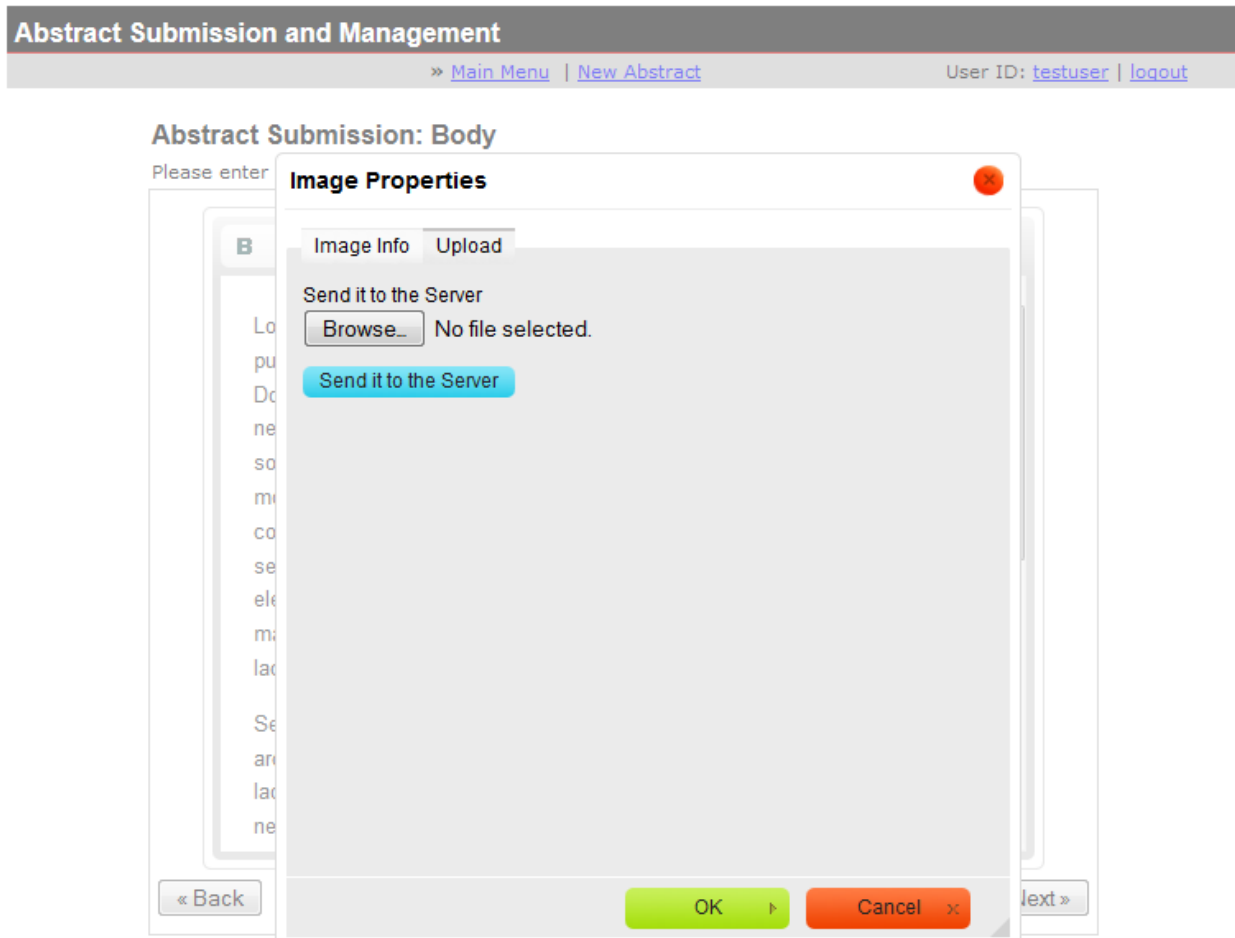 Abstract Submission and Management
» Main Menu | New Abstract User ID: testuser | logout
Abstract Submission: Body
Please enter
Image Properties
B
Image Info Upload
Send it to the Server
Browse... No file selected.
Send it to the Server
« Back
OK
Cancel